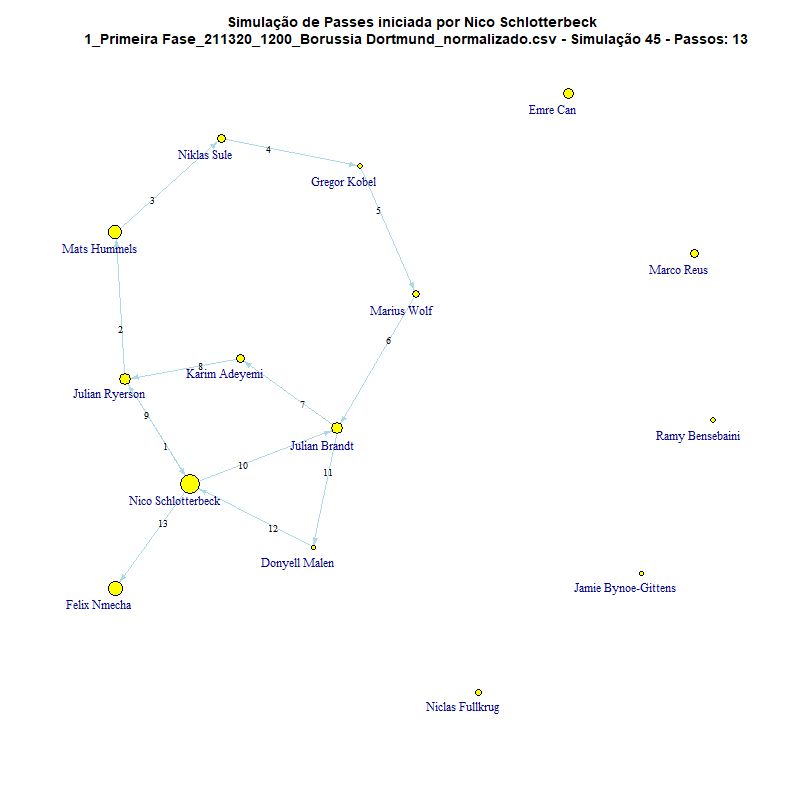 Simulação de Passes iniciada por Nico Schlotterbeck
1_Primeira Fase_211320_1200_Borussia Dortmund_normalizado.csv - Simulação 45 - Passos: 13
Emre Can
4
Niklas Sule
Gregor Kobel
3
5
Mats Hummels
Marco Reus
Marius Wolf
2
6
8
Karim Adeyemi
Julian Ryerson
7
9
Ramy Bensebaini
1
Julian Brandt
10
11
Nico Schlotterbeck
13
12
Donyell Malen
Jamie Bynoe-Gittens
Felix Nmecha
Niclas Fullkrug